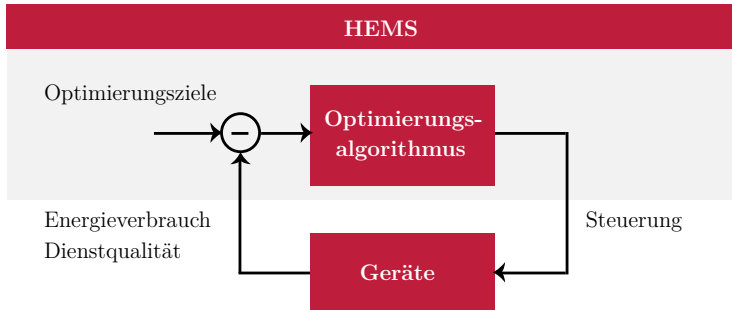 HEMS
Optimierungsziele
Optimierungs-
algorithmus
Energieverbrauch
Dienstqualität
Steuerung
Geräte